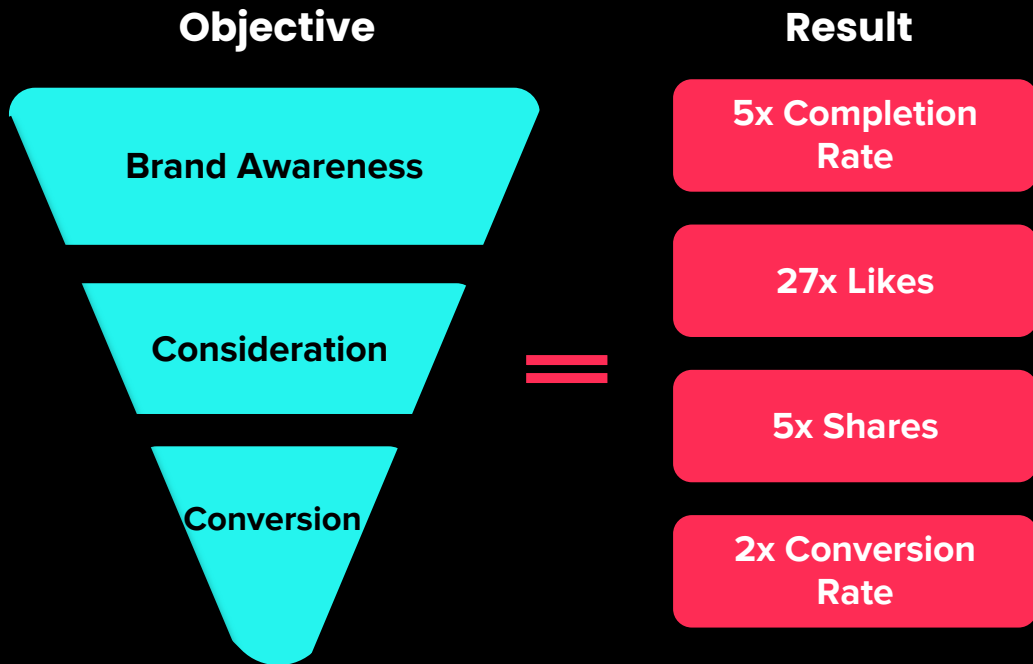 Objective
Brand Awareness
Consideration
Conversion
Result
5x Completion
Rate
27x Likes
5x Shares
2x Conversion
Rate